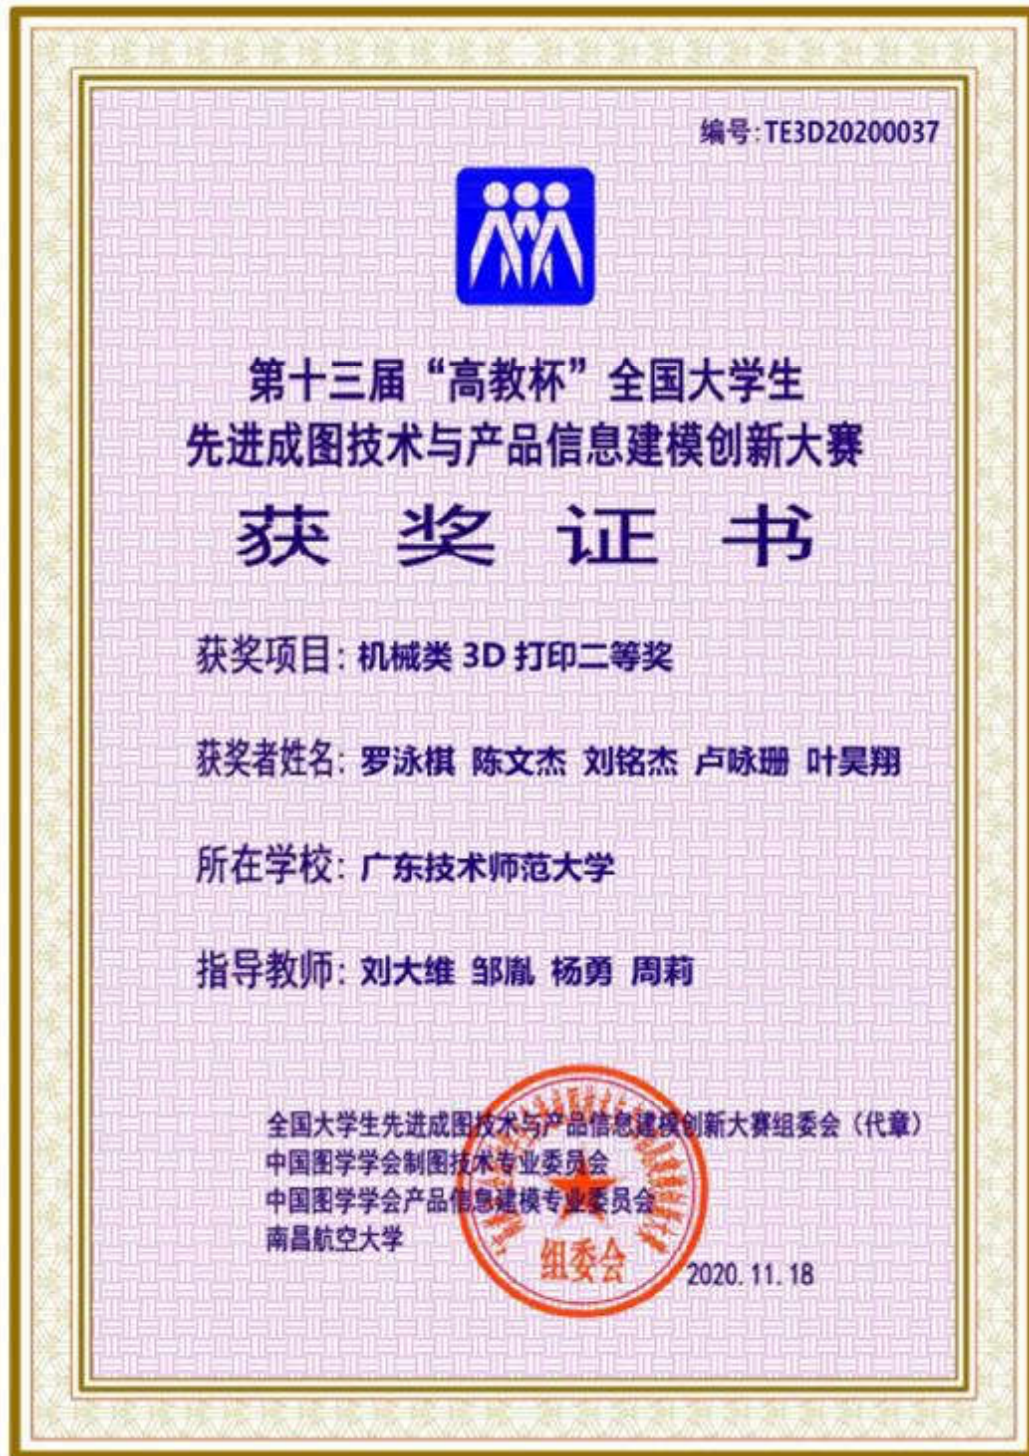 编号:TE3D20200037
第十三届“高教杯”全国大学生
先进成图技术与产品信息建模创新大赛
获奖证书
获奖项目: 机械类 3D 打印二等奖
获奖者姓名: 罗泳棋 陈文杰 刘铭杰 卢咏珊 叶昊翔
所在学校: 广东技术师范大学
指导教师: 刘大维 邹胤 杨勇 周莉
全国大学生先进成图技术与产品信息建模创新大赛组委会（代章）
中国图学学会制图技术专业委员会
中国图学学会产品信息建模专业委员会
南昌航空大学
组委会
2020.11.18